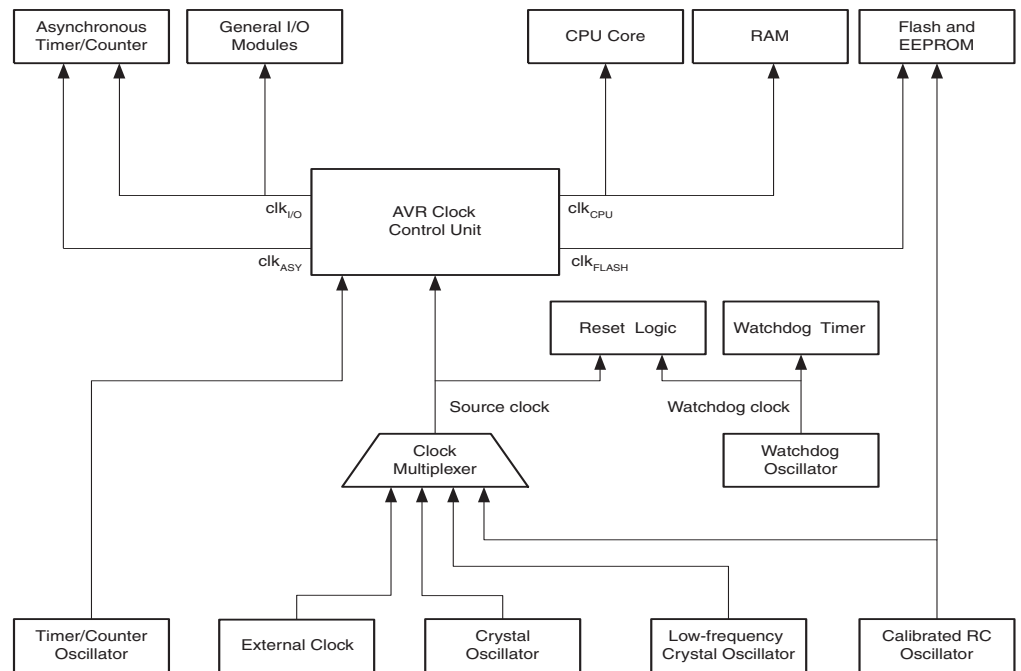 Asynchronous
Timer/Counter
General I/O
Modules
CPU Core
RAM
Flash and
EEPROM
clkI/O
AVR Clock
Control Unit
clkCPU
clkASY
clkFLASH
Reset Logic
Watchdog Timer
Source clock
Watchdog clock
Clock
Multiplexer
Watchdog
Oscillator
Timer/Counter
Oscillator
External Clock
Crystal
Oscillator
Low-frequency
Crystal Oscillator
Calibrated RC
Oscillator